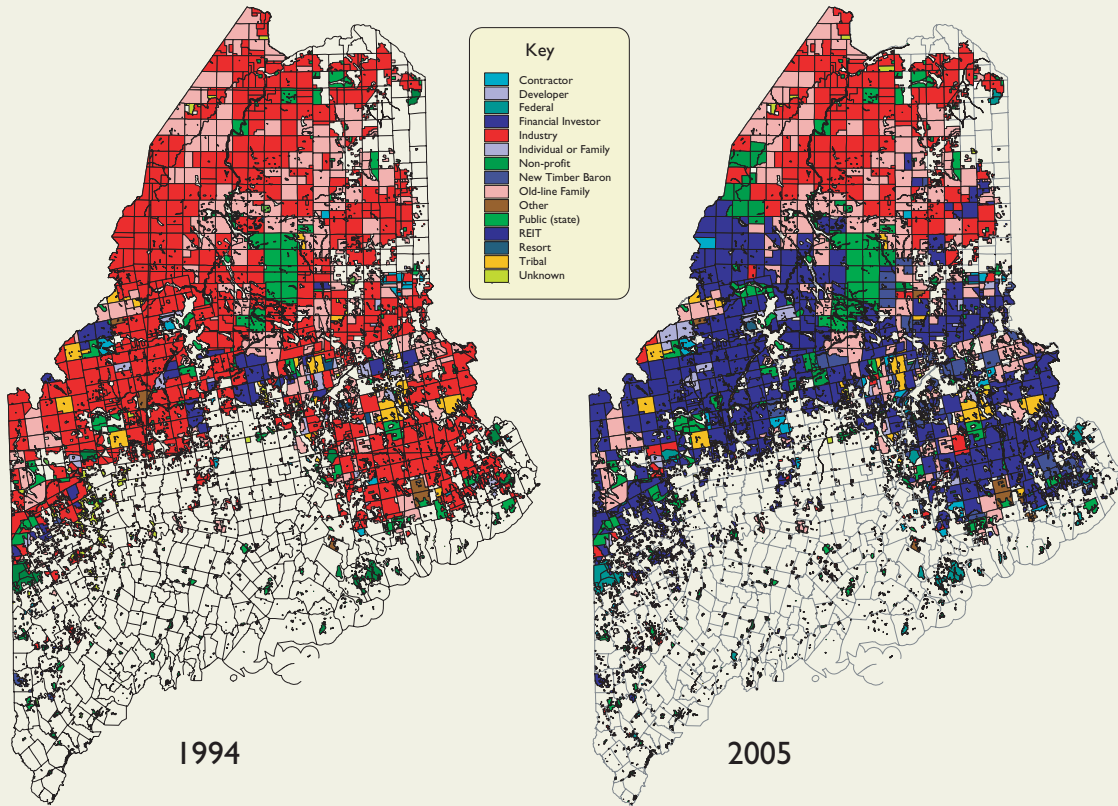 Key
Contractor
Developer
Federal
Financial Investor
Industry
Individual or Family
Non-profit
New Timber Baron
Old-line Family
Other
Public (state)
REIT
Resort
Tribal
Unknown
1994
2005